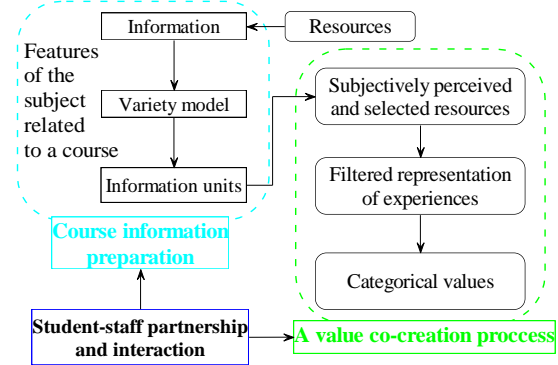 Information
Resources
Features
of the
subject
related
to a course
Variety model
Information units
Subjectively perceived
and selected resources
Filtered representation
of experiences
Categorical values
Course information
preparation
Student-staff partnership
and interaction
A value co-creation proccess